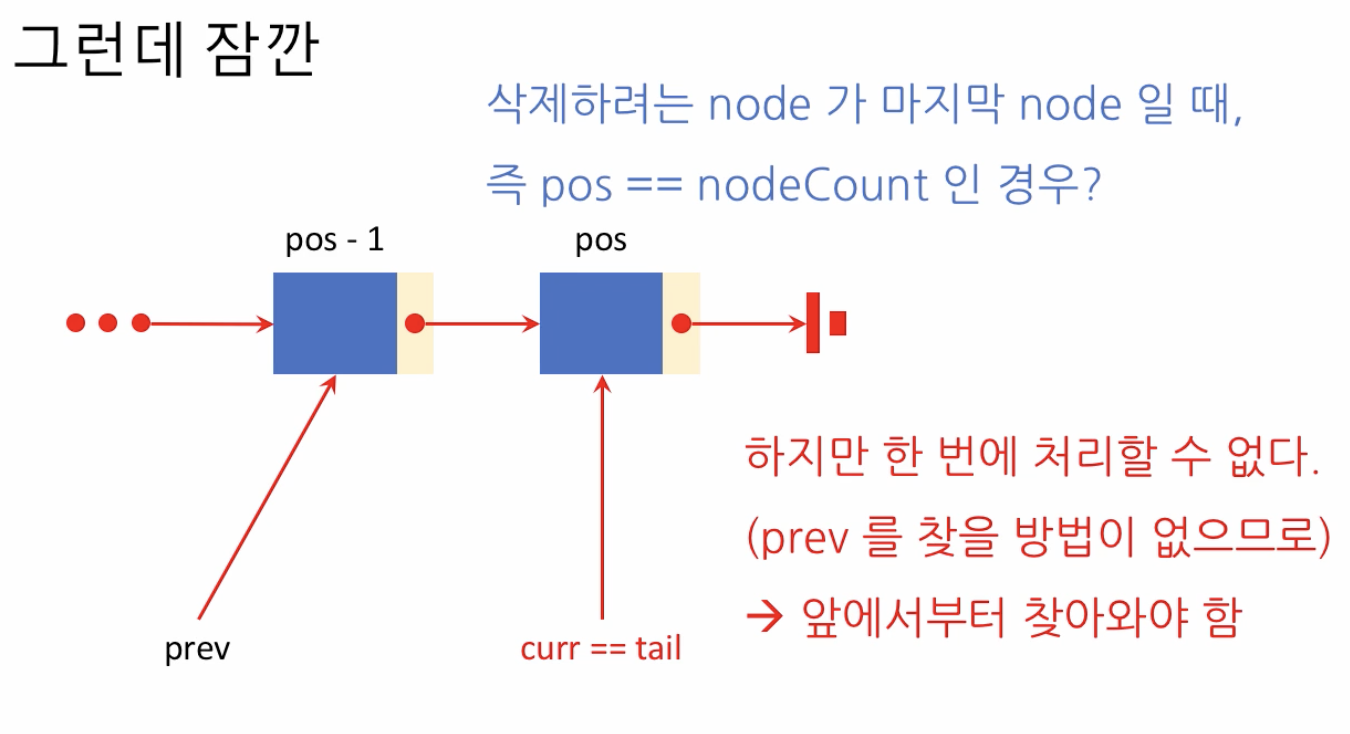 그런데 잠깐
삭제하려는 node 가 마지막 node 일 때,
즉 pos == nodeCount 인 경우?
pos - 1
pos
하지만 한 번에 처리할 수 없다.
(prev 를 찾을 방법이 없으므로)
→ 앞에서부터 찾아와야 함
prev
curr == tail